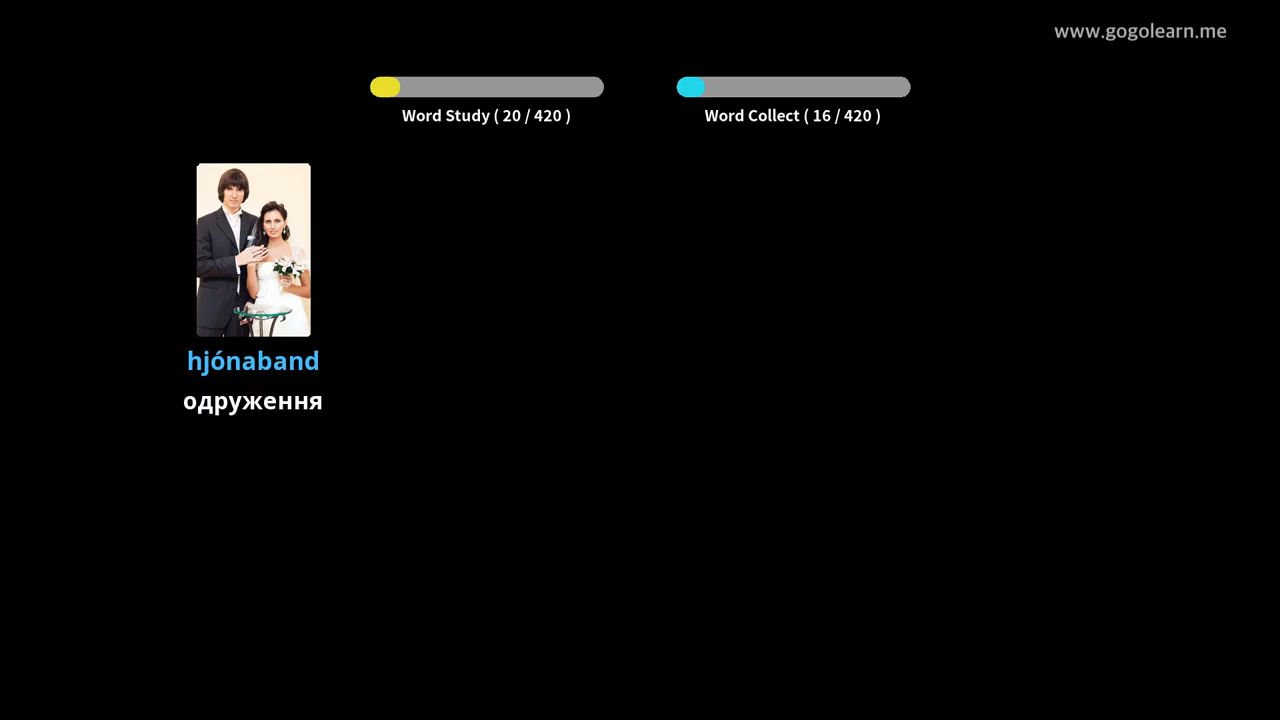 www.gogolearn.me
Word Study ( 20 / 420 )
Word Collect ( 16 / 420 )
hjónaband
одруження